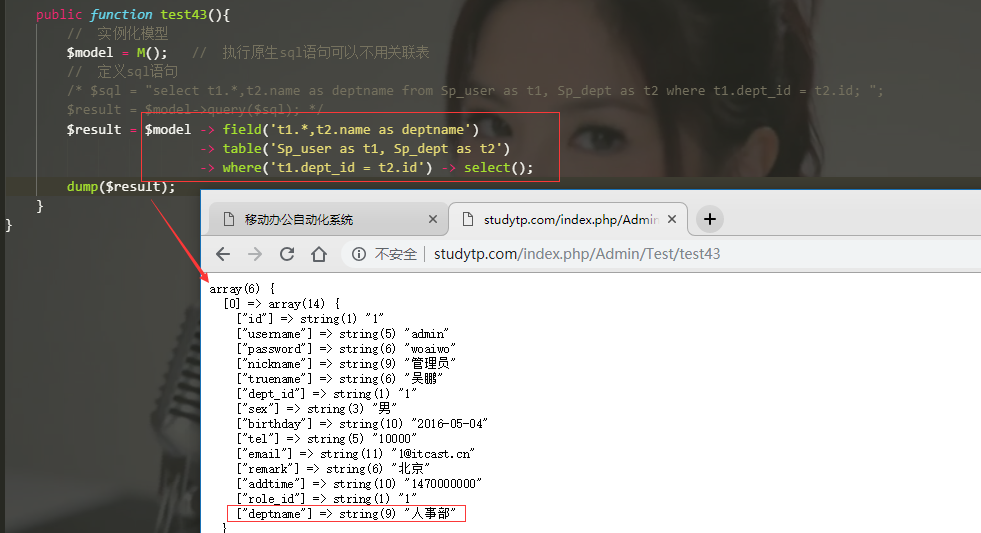 public function test43(){
// 实例化模型
$model = M();   // 执行原生sql语句可以不用关联表
// 定义sql语句
/* $sql = "select t1.*,t2.name as deptname from Sp_user as t1, Sp_dept as t2 where t1.dept_id = t2.id; ";
$result = $model->query($sql); */
$result = $model -> field('t1.*,t2.name as deptname')
-> table('Sp_user as t1, Sp_dept as t2')
-> where('t1.dept_id = t2.id') -> select();
dump($result);
}
}
移动办公自动化系统 × studytp.com/index.php/Admin × +
不安全 | studytp.com/index.php/Admin/Test/test43
array(6) {
[0] => array(14) {
["id"] => string(1) "1"
["username"] => string(5) "admin"
["password"] => string(6) "woaiwo"
["nickname"] => string(9) "管理员"
["truename"] => string(6) "吴鹏"
["dept_id"] => string(1) "1"
["sex"] => string(3) "男"
["birthday"] => string(10) "2016-05-04"
["tel"] => string(5) "10000"
["email"] => string(11) "1@itcast.cn"
["remark"] => string(6) "北京"
["addtime"] => string(10) "1470000000"
["role_id"] => string(1) "1"
["deptname"] => string(9) "人事部"
}